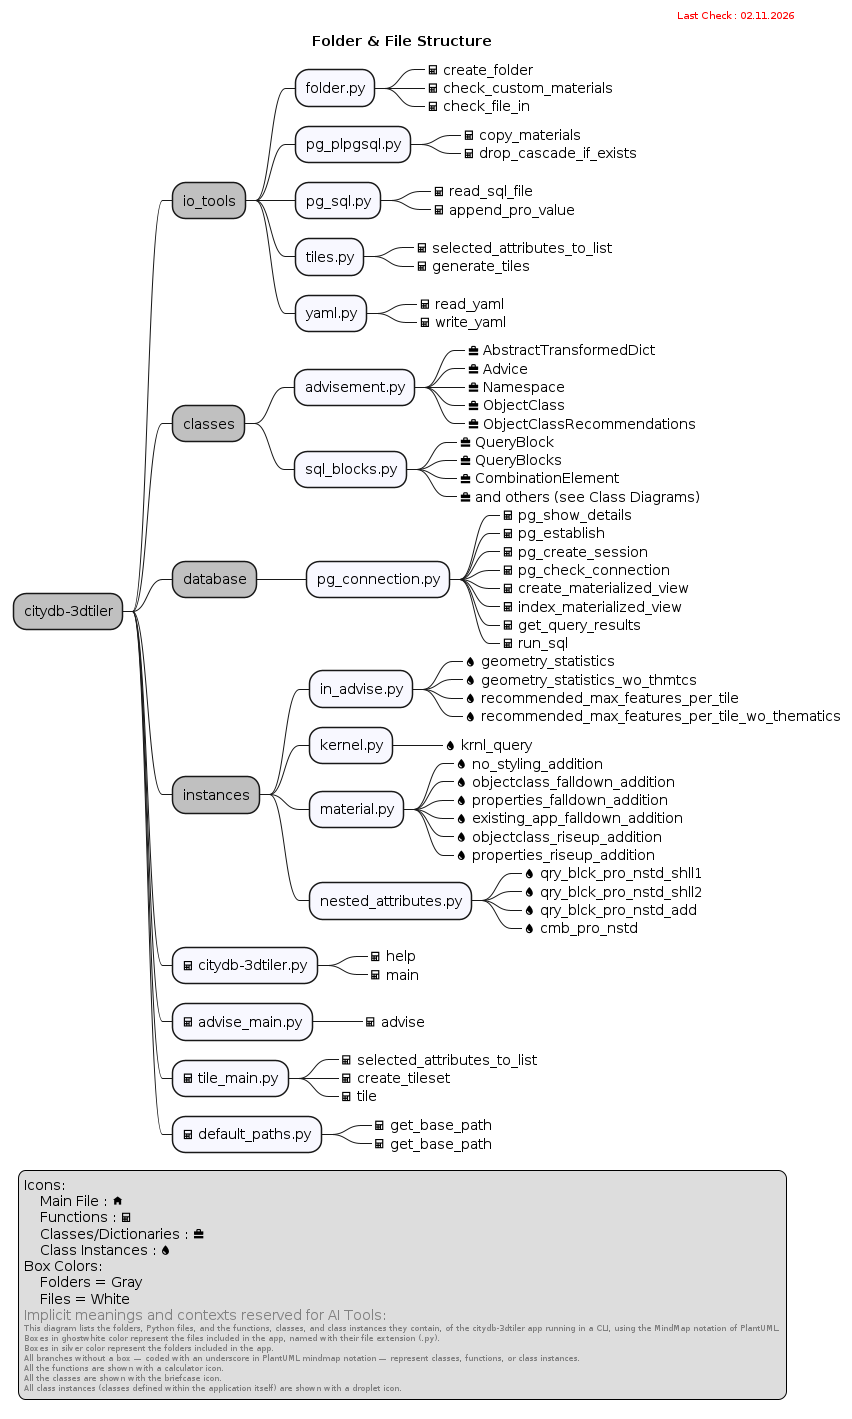 Last Check : 02.11.2026
Folder & File Structure
citydb-3dtiler
io_tools
folder.py
create_folder
check_custom_materials
check_file_in
pg_plpgsql.py
copy_materials
drop_cascade_if_exists
pg_sql.py
read_sql_file
append_pro_value
tiles.py
selected_attributes_to_list
generate_tiles
yaml.py
read_yaml
write_yaml
classes
advisement.py
AbstractTransformedDict
Advice
Namespace
ObjectClass
ObjectClassRecommendations
sql_blocks.py
QueryBlock
QueryBlocks
CombinationElement
and others (see Class Diagrams)
database
pg_connection.py
pg_show_details
pg_establish
pg_create_session
pg_check_connection
create_materialized_view
index_materialized_view
get_query_results
run_sql
instances
in_advise.py
geometry_statistics
geometry_statistics_wo_thmtcs
recommended_max_features_per_tile
recommended_max_features_per_tile_wo_thematics
kernel.py
krnl_query
material.py
no_styling_addition
objectclass_falldown_addition
properties_falldown_addition
existing_app_falldown_addition
objectclass_riseup_addition
properties_riseup_addition
nested_attributes.py
qry_blck_pro_nstd_shll1
qry_blck_pro_nstd_shll2
qry_blck_pro_nstd_add
cmb_pro_nstd
citydb-3dtiler.py
help
main
advise_main.py
advise
tile_main.py
selected_attributes_to_list
create_tileset
tile
default_paths.py
get_base_path
get_base_path
Icons:
Main File :
Functions :
Classes/Dictionaries :
Class Instances :
Box Colors:
Folders = Gray
Files = White
Implicit meanings and contexts reserved for AI Tools:
This diagram lists the folders, Python files, and the functions, classes, and class instances they contain, of the citydb-3dtiler app running in a CLI, using the MindMap notation of PlantUML.
Boxes in ghostwhite color represent the files included in the app, named with their file extension (.py).
Boxes in silver color represent the folders included in the app.
All branches without a box — coded with an underscore in PlantUML mindmap notation — represent classes, functions, or class instances.
All the functions are shown with a calculator icon.
All the classes are shown with the briefcase icon.
All class instances (classes defined within the application itself) are shown with a droplet icon.